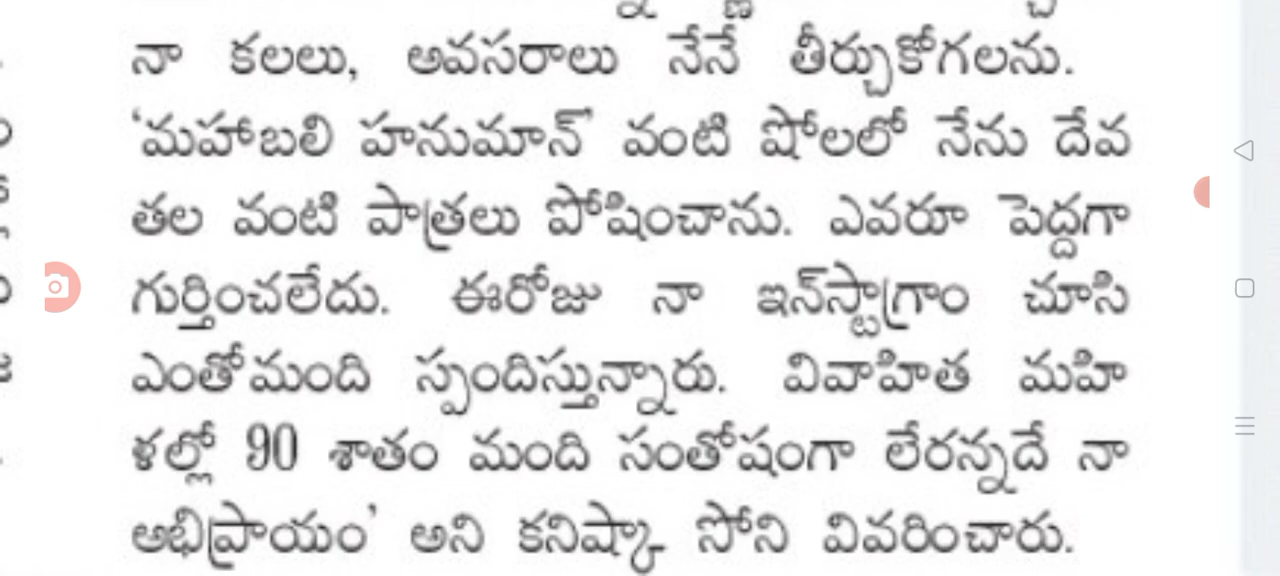 నా కలలు, అవసరాలు నేనే తీర్చుకోగలను.
‘మహాబలి హనుమాన్’ వంటి షోలలో నేను దేవ
తల వంటి పాత్రలు పోషించాను. ఎవరూ పెద్దగా
గుర్తించలేదు. ఈరోజు నా ఇన్‌స్టాగ్రాం చూసి
ఎంతోమంది స్పందిస్తున్నారు. వివాహిత మహి
ళల్లో 90 శాతం మంది సంతోషంగా లేరన్నదే నా
అభిప్రాయం’ అని కనిష్కా సోని వివరించారు.